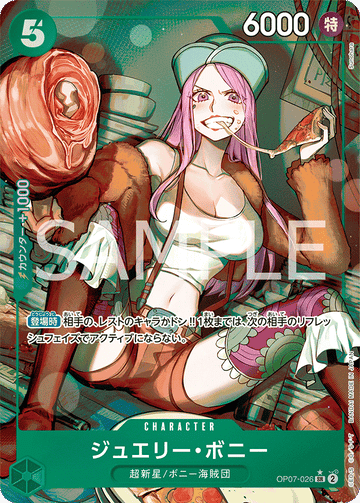 5
6000
特
カウンター+1000
SAMPLE
登場時 相手の、レストのキャラかドン!!1枚までは、次の相手のリフレッ
シュフェイズでアクティブにならない。
CHARACTER
ジュエリー・ボニー
超新星/ボニー海賊団
OP07-026 SR 2